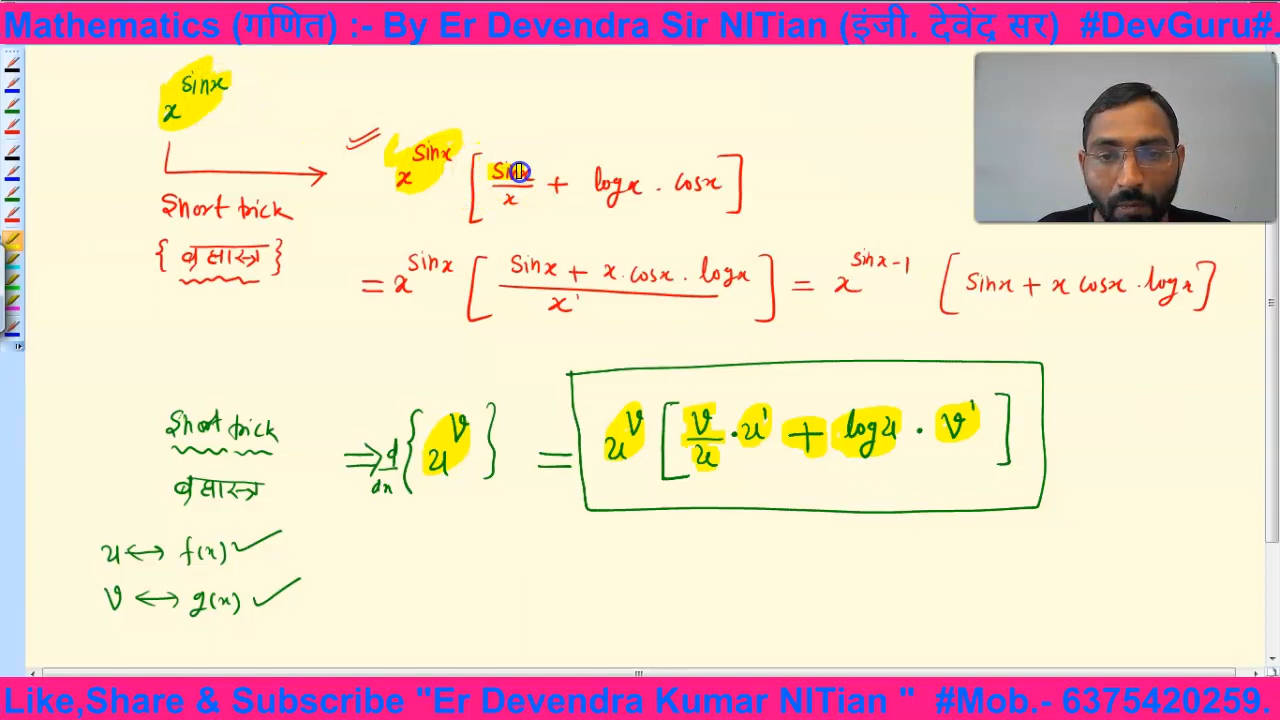 Mathematics (गणित) :- By Er Devendra Sir NITian (इंजी. देवेंद्र सर) #DevGuru#.
x^sinx
x^sinx [ sinx/x + logx . cosx ]
Short trick
{ब्रह्मास्त्र}
= x^sinx [ (sinx + x.cosx.logx)/x¹ ] = x^(sinx-1) [ sinx + x cosx.logx ]
Short trick
ब्रह्मास्त्र
⇒ d/dx {u^v} = u^v [ v/u . u' + logu . v' ]
u ↔ f(x) ✓
v ↔ g(x) ✓
Like,Share & Subscribe "Er Devendra Kumar NITian " #Mob.- 6375420259.